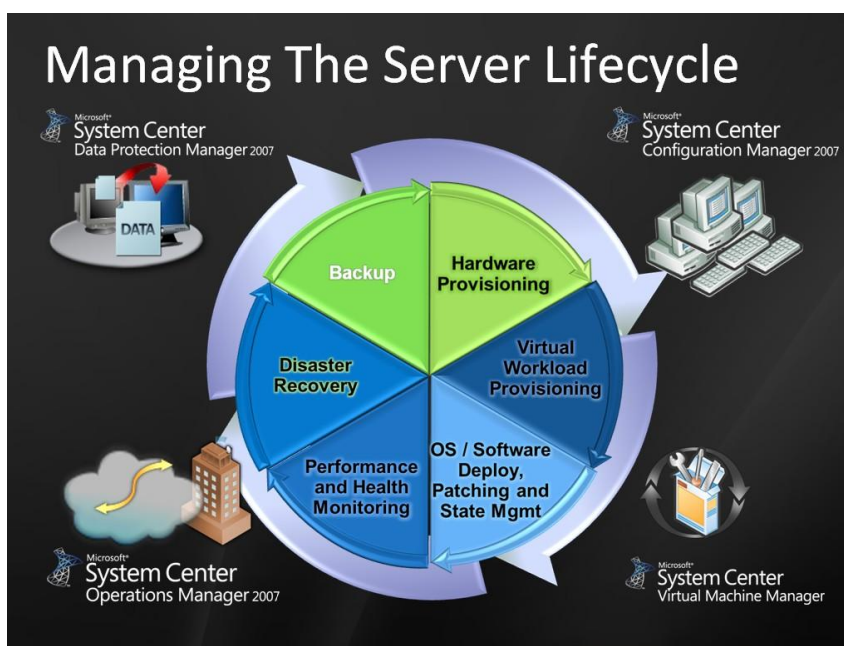 Managing The Server Lifecycle
Microsoft®
System Center
Data Protection Manager 2007
Microsoft®
System Center
Configuration Manager 2007
DATA
Backup
Hardware
Provisioning
Disaster
Recovery
Virtual
Workload
Provisioning
Performance
and Health
Monitoring
OS / Software
Deploy,
Patching and
State Mgmt
Microsoft®
System Center
Operations Manager 2007
Microsoft®
System Center
Virtual Machine Manager